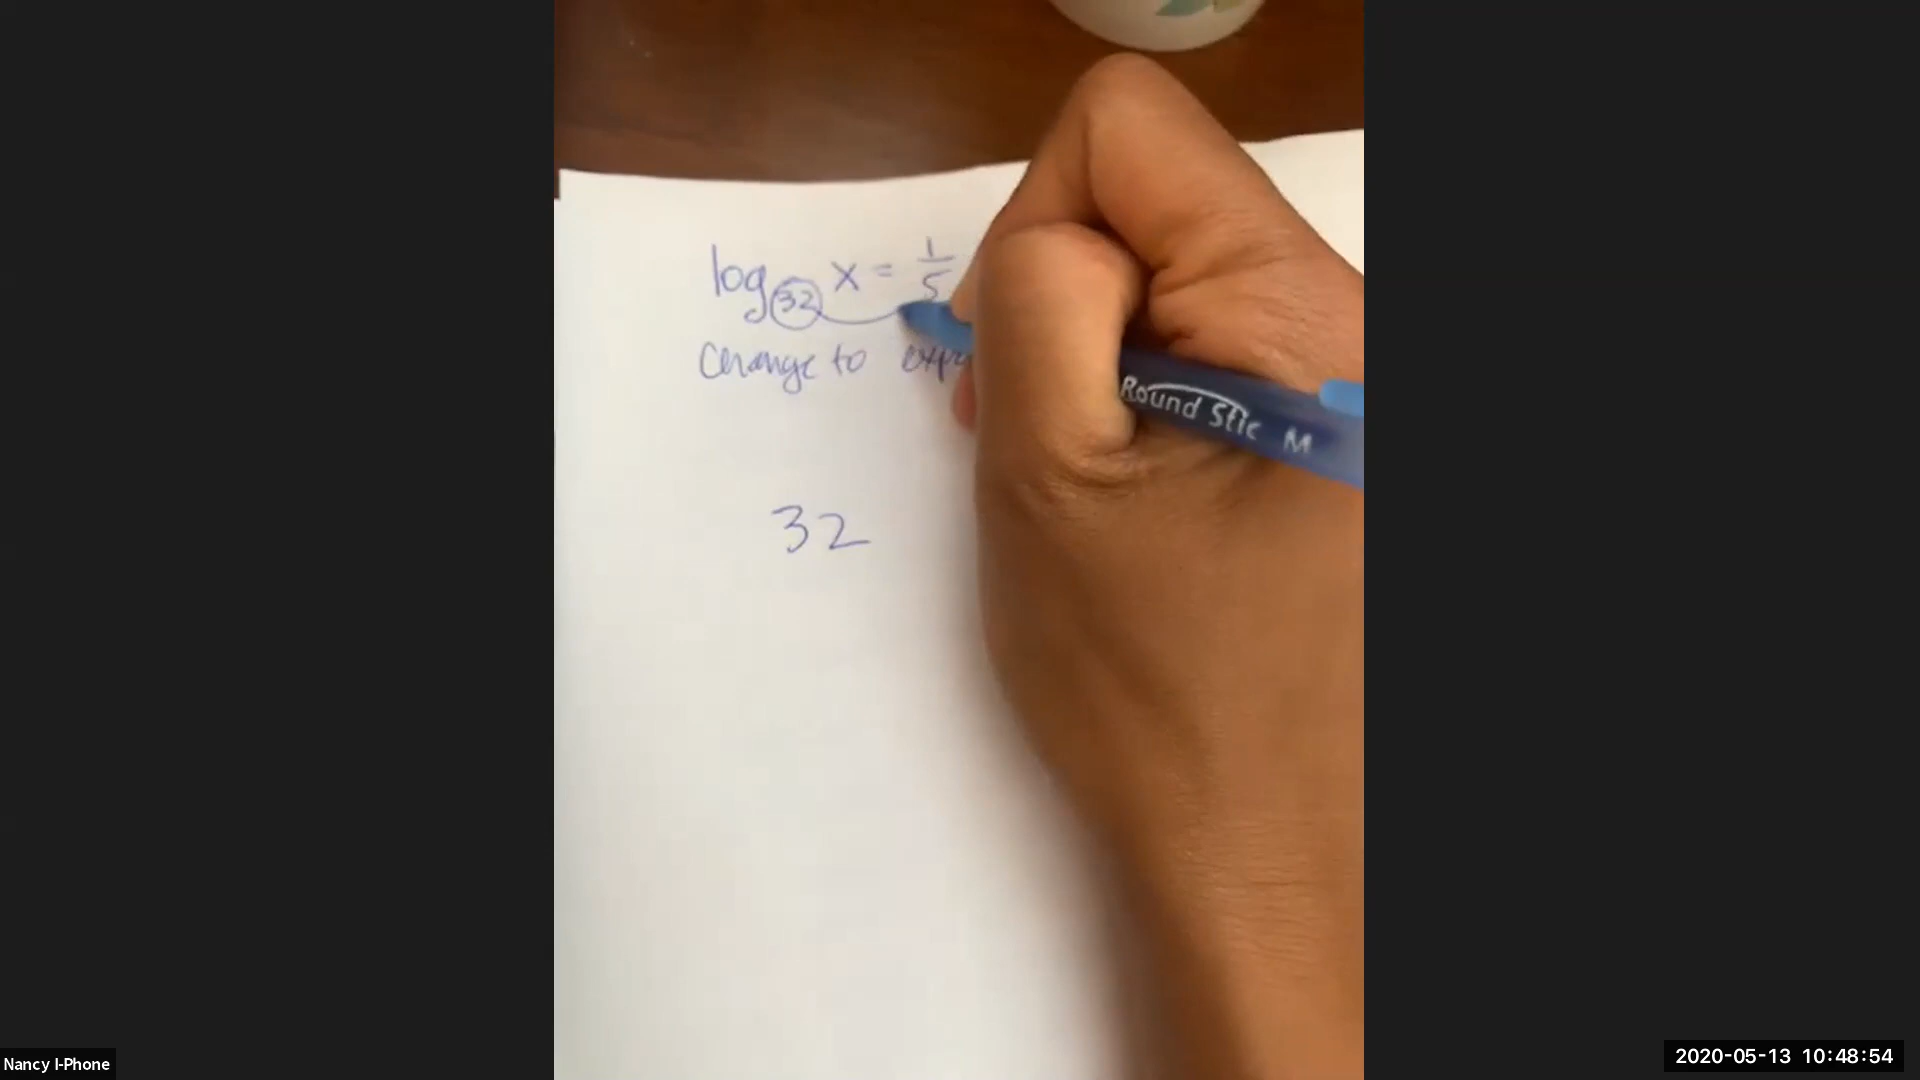 log₃₂ x = 1/5
Change to
32
Round Stic M
Nancy I-Phone
2020-05-13 10:48:54